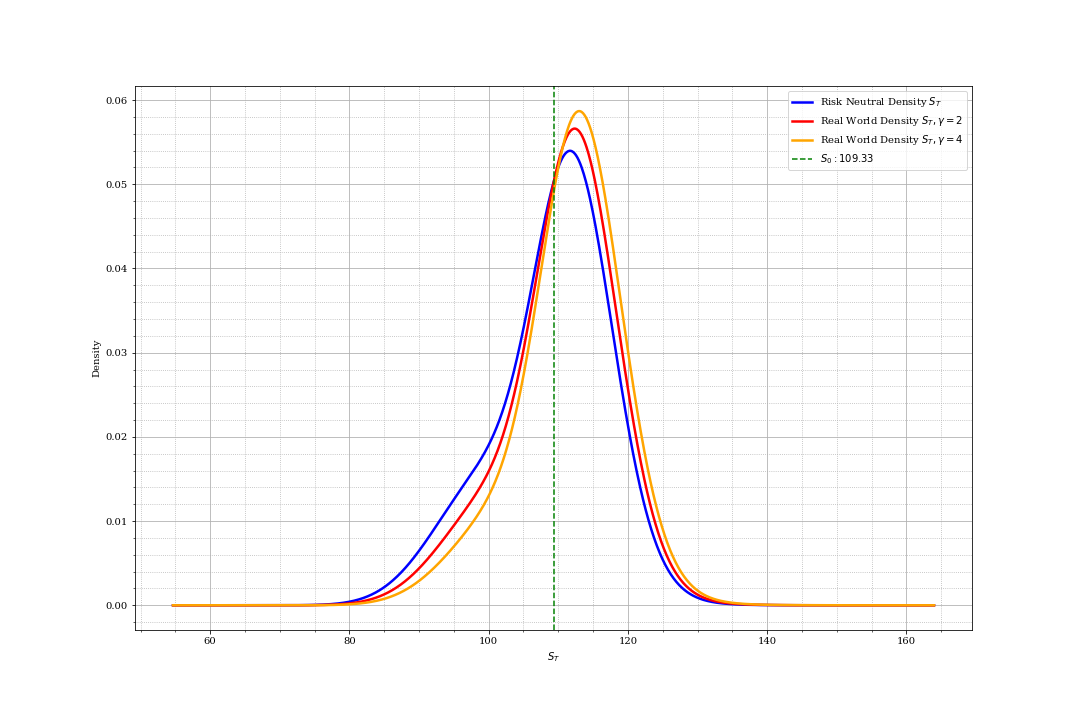 0.06
0.05
0.04
0.03
0.02
0.01
0.00
Density
60 80 100 120 140 160
S_T
Risk Neutral Density S_T
Real World Density S_T, γ = 2
Real World Density S_T, γ = 4
S_0 : 109.33